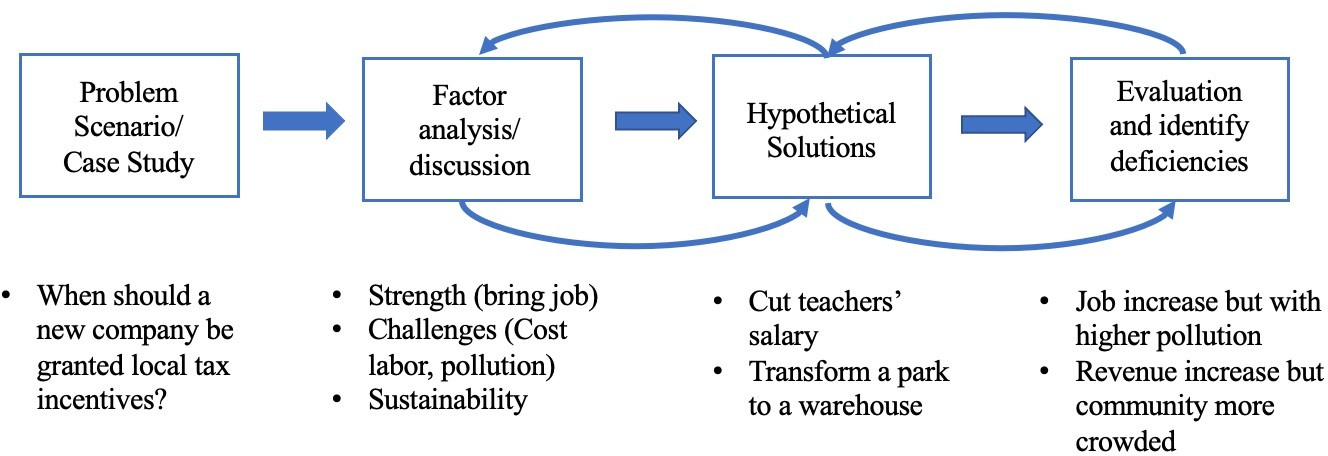 Problem
Scenario/
Case Study
Factor
analysis/
discussion
Hypothetical
Solutions
Evaluation
and identify
deficiencies
• When should a
new company be
granted local tax
incentives?
• Strength (bring job)
• Challenges (Cost
labor, pollution)
• Sustainability
• Cut teachers’
salary
• Transform a park
to a warehouse
• Job increase but with
higher pollution
• Revenue increase but
community more
crowded